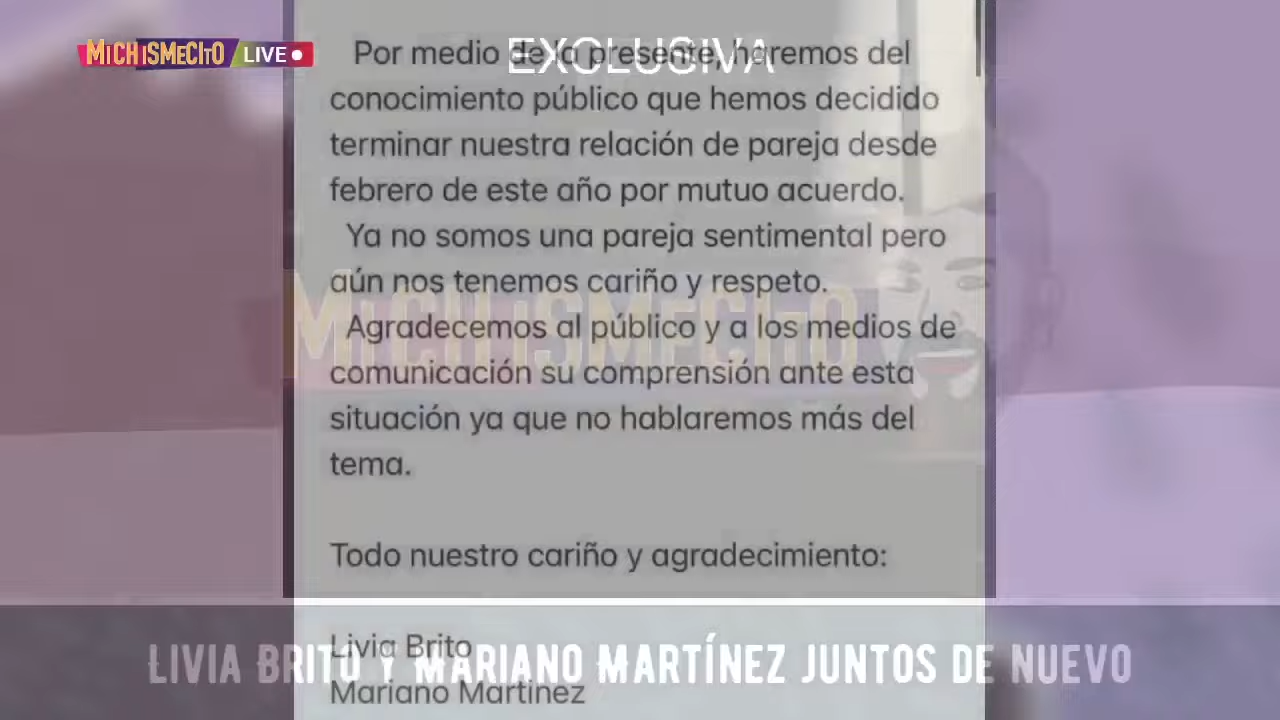 MICHISMECITO LIVE
EXCLUSIVA
Por medio de la presente, haremos del
conocimiento público que hemos decidido
terminar nuestra relación de pareja desde
febrero de este año por mutuo acuerdo.
Ya no somos una pareja sentimental pero
aún nos tenemos cariño y respeto.
Agradecemos al público y a los medios de
comunicación su comprensión ante esta
situación ya que no hablaremos más del
tema.
Todo nuestro cariño y agradecimiento:
Livia Brito
Mariano Martinez
MICHISMECITO
LIVIA BRITO Y MARIANO MARTÍNEZ JUNTOS DE NUEVO